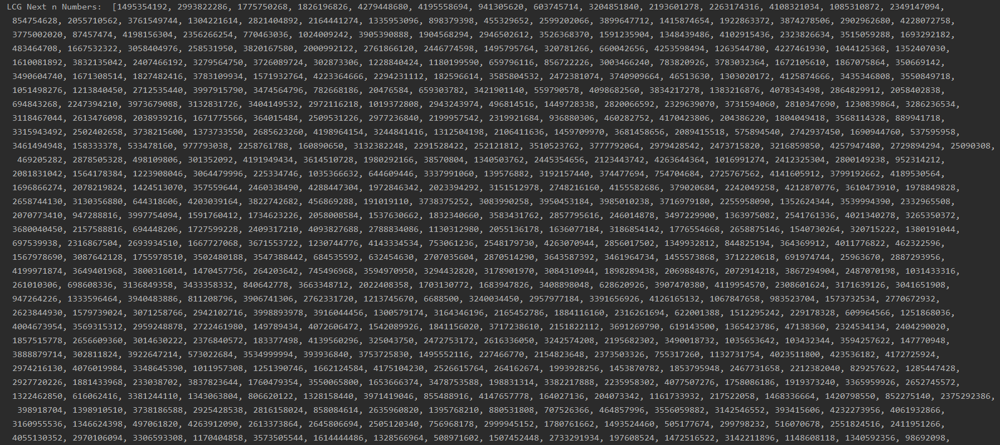 LCG Next n Numbers:  [1495354192, 2993822286, 1775750268, 1826196826, 4279448680, 4195558694, 941305620, 603745714, 3204851840, 2193601278, 2263174316, 4108321034, 1085310872, 2349147094,
854754628, 2055710562, 3761549744, 1304221614, 2821404892, 2164441274, 1335953096, 898379398, 455329652, 2599202066, 3899647712, 1415874654, 1922863372, 3874278506, 2902962680, 4228072758,
3775002020, 87457474, 4198156304, 2356266254, 770463036, 1024009242, 3905390888, 1904568294, 2946502612, 3526368370, 1591235904, 1348439486, 4102915436, 2323826634, 3515059288, 1693292182,
483464708, 1667532322, 3058404976, 258531950, 3820167580, 2000992122, 2761866120, 2446774598, 1495795764, 320781266, 660042656, 4253598494, 1263544780, 4227461930, 1044125368, 1352407030,
1610081892, 3832135042, 2407466192, 3279564750, 3726089724, 302873306, 1228840424, 1180199590, 659796116, 856722226, 3003466240, 783820926, 3783032364, 1672105610, 1867075864, 350669142,
3490604740, 1671308514, 1827482416, 3783109934, 1571932764, 4223364666, 2294231112, 182596614, 3585804532, 2472381074, 3740909664, 46513630, 1303020172, 4125874666, 3435346808, 3550849718,
1051498276, 1213840450, 2712535440, 3997915790, 3474564796, 782668186, 20476584, 659303782, 3421901140, 559790578, 4098682560, 3834217278, 1383216876, 4078343498, 2864829912, 2058402838,
694843268, 2247394210, 3973679088, 3132831726, 3404149532, 2972116218, 1019372808, 2943243974, 496814516, 1449728338, 2820066592, 2329639070, 3731594060, 2810347690, 1230839864, 3286236534,
3118467044, 2613476098, 2038939216, 1671775566, 364015484, 2509531226, 2977236840, 2199957542, 2319921684, 936880306, 460282752, 4170423806, 204386220, 1804049418, 3568114328, 889941718,
3315943492, 2502402658, 3738215600, 1373733550, 2685623260, 4198964154, 3244841416, 1312504198, 2106411636, 1459709970, 3681458656, 2089415518, 575894540, 2742937450, 1690944760, 537595958,
3461494948, 158333378, 533478160, 977793038, 2258761788, 160890650, 3132382248, 2291528422, 252121812, 3510523762, 3777792064, 2979428542, 2473715820, 3216859850, 4257947480, 2729894294, 25090308,
469205282, 2878505328, 498109806, 301352092, 4191949434, 3614510728, 1980292166, 38570804, 1340503762, 2445354656, 2123443742, 4263644364, 1016991274, 2412325304, 2800149238, 952314212,
2081831042, 1564178384, 1223908046, 3064479996, 225334746, 1035366632, 644609446, 3337991060, 139576882, 3192157440, 374477694, 754704684, 2725767562, 4141605912, 3799192662, 4189530564,
1696866274, 2078219824, 1424513070, 357559644, 2460338490, 4288447304, 1972846342, 2023394292, 3151512978, 2748216160, 4155582686, 379020684, 2242049258, 4212870776, 3610473910, 1978849828,
2658744130, 3130356880, 644318606, 4203039164, 3822742682, 456869288, 191019110, 3738375252, 3083990258, 3950453184, 3985010238, 3716979180, 2255958090, 1352624344, 3539994390, 2332965508,
2070773410, 947288816, 3997754094, 1591760412, 1734623226, 2058008584, 1537630662, 1832340660, 3583431762, 2857795616, 246014878, 3497229900, 1363975082, 2541761336, 4021340278, 3265350372,
3680040450, 2157588816, 694448206, 1727599228, 2409317210, 4093827688, 2788834086, 1130312980, 2055136178, 1636077184, 3186854142, 1776554668, 2658875146, 1540730264, 320715222, 1380191044,
697539938, 2316867504, 2693934510, 1667727068, 3671553722, 1230744776, 4143334534, 753061236, 2548179730, 4263070944, 2856017502, 1349932812, 844825194, 364369912, 4011776822, 462322596,
1567978690, 3087642128, 1755978510, 3502480188, 3547388442, 684535592, 632454630, 2707035604, 2870514290, 3643587392, 3461964734, 1455573868, 3712220618, 691974744, 25963670, 2887293956,
4199971874, 3649401968, 3800316014, 1470457756, 264203642, 745496968, 3594970950, 3294432820, 3178901970, 3084310944, 1898289438, 2069884876, 2072914218, 3867294904, 2487070198, 1031433316,
261010306, 698608336, 3136849358, 3433358332, 840642778, 3663348712, 2022408358, 1703130772, 1683947826, 3408898048, 628620926, 3907470380, 4119954570, 2308601624, 3171639126, 3041651908,
947264226, 1333596464, 3940483886, 811208796, 3906741306, 2762331720, 1213745670, 6688500, 3240034450, 2957977184, 3391656926, 4126165132, 1067847658, 983523704, 1573732534, 2770672932,
2623844930, 1579739024, 3071258766, 2942102716, 3998893978, 3916044456, 1300579174, 3164346196, 2165452786, 1884116160, 2316261694, 622001388, 1512295242, 229178328, 609964566, 1251868036,
4004673954, 3569315312, 2959248878, 2722461980, 149789434, 4072606472, 1542089926, 1841156020, 3717238610, 2151822112, 3691269790, 619143500, 1365423786, 47138360, 2324534134, 2404290020,
1857515778, 2656609360, 3014630222, 2376840572, 183377498, 4139560296, 325043750, 2472753172, 2616336050, 3242574208, 2195682302, 3490018732, 1035653642, 103432344, 3594257622, 147770948,
3888879714, 302811824, 3922647214, 573022684, 3534999994, 393936840, 3753725830, 1495552116, 227466770, 2154823648, 2373503326, 755317260, 1132731754, 4023511800, 423536182, 4172725924,
2974216130, 4076019984, 3348645390, 1011957308, 1251390746, 1662124584, 4175104230, 2526615764, 264162674, 1993928256, 1453870782, 1853795948, 2467731658, 2212382040, 829257622, 1285447428,
2927720226, 1881433968, 233038702, 3837823644, 1760479354, 3550065800, 1653666374, 3478753588, 198831314, 3382217888, 2235958302, 4077507276, 1758086186, 1919373240, 3365959926, 2652745572,
1322462850, 616062416, 3381244110, 1343063804, 806620122, 1328158440, 3971419046, 855488916, 4147657778, 164027136, 204073342, 1161733932, 217522058, 1468336664, 1420798550, 852275140, 2375292386,
398918704, 1398910510, 3738186588, 2925428538, 2816158024, 858084614, 2635960820, 1395768210, 880531808, 707526366, 464857996, 3556059882, 3142546552, 393415606, 4232273956, 4061932866,
3160955536, 1346624398, 497061820, 4263912090, 2613373864, 2645806694, 2505120340, 756968178, 2999945152, 1780761662, 1493524460, 505177674, 299798232, 516070678, 2551824516, 2411951266,
4055130352, 2970106094, 3306593308, 1170404858, 3573505544, 1614444486, 1328566964, 508971602, 1507452448, 2733291934, 197608524, 1472516522, 3142211896, 1148608118, 1340592356, 98692098,